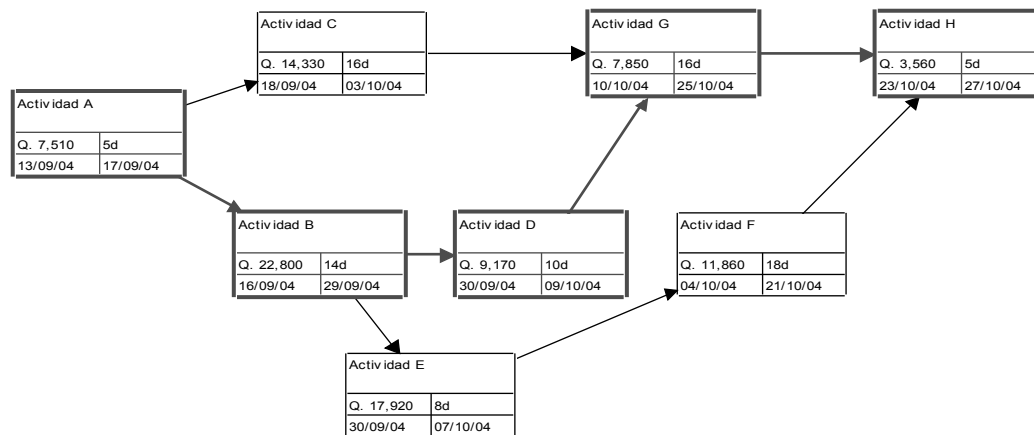 Actividad C
Q. 14,330 16d
18/09/04 03/10/04
Actividad G
Q. 7,850 16d
10/10/04 25/10/04
Actividad H
Q. 3,560 5d
23/10/04 27/10/04
Actividad A
Q. 7,510 5d
13/09/04 17/09/04
Actividad B
Q. 22,800 14d
16/09/04 29/09/04
Actividad D
Q. 9,170 10d
30/09/04 09/10/04
Actividad F
Q. 11,860 18d
04/10/04 21/10/04
Actividad E
Q. 17,920 8d
30/09/04 07/10/04